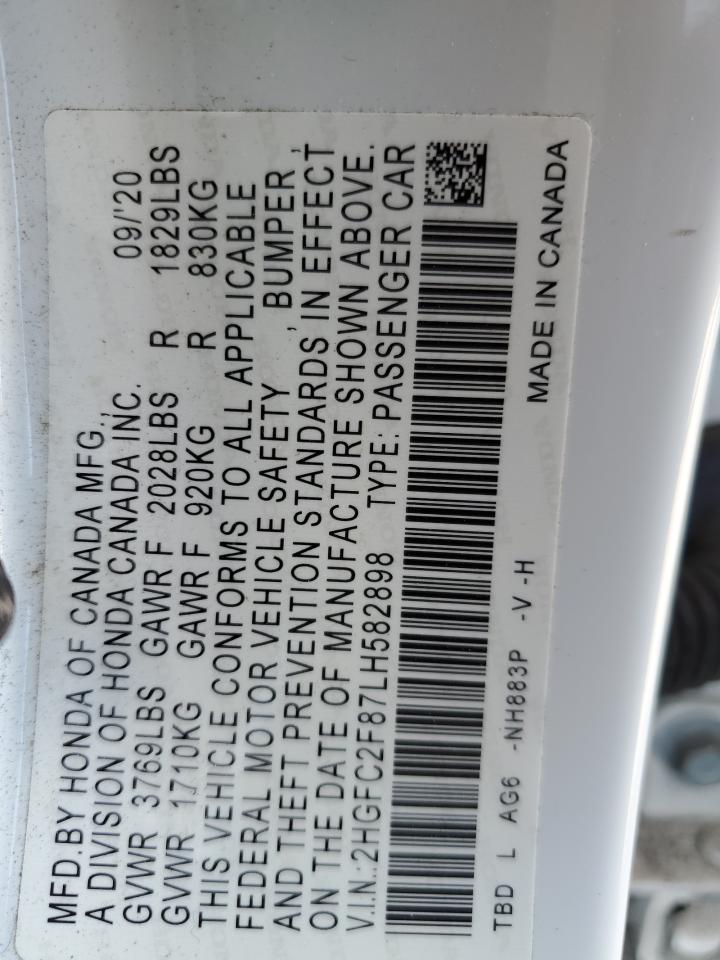 MFD.BY HONDA OF CANADA MFG., 09/'20
A DIVISION OF HONDA CANADA INC.
GVWR 3769LBS GAWR F 2028LBS R 1829LBS
GVWR 1710KG GAWR F 920KG R 830KG
THIS VEHICLE CONFORMS TO ALL APPLICABLE
FEDERAL MOTOR VEHICLE SAFETY, BUMPER,
AND THEFT PREVENTION STANDARDS IN EFFECT
ON THE DATE OF MANUFACTURE SHOWN ABOVE.
V.I.N.:2HGFC2F87LH582898 TYPE: PASSENGER CAR
TBD L AG6 -NH883P -V -H
MADE IN CANADA